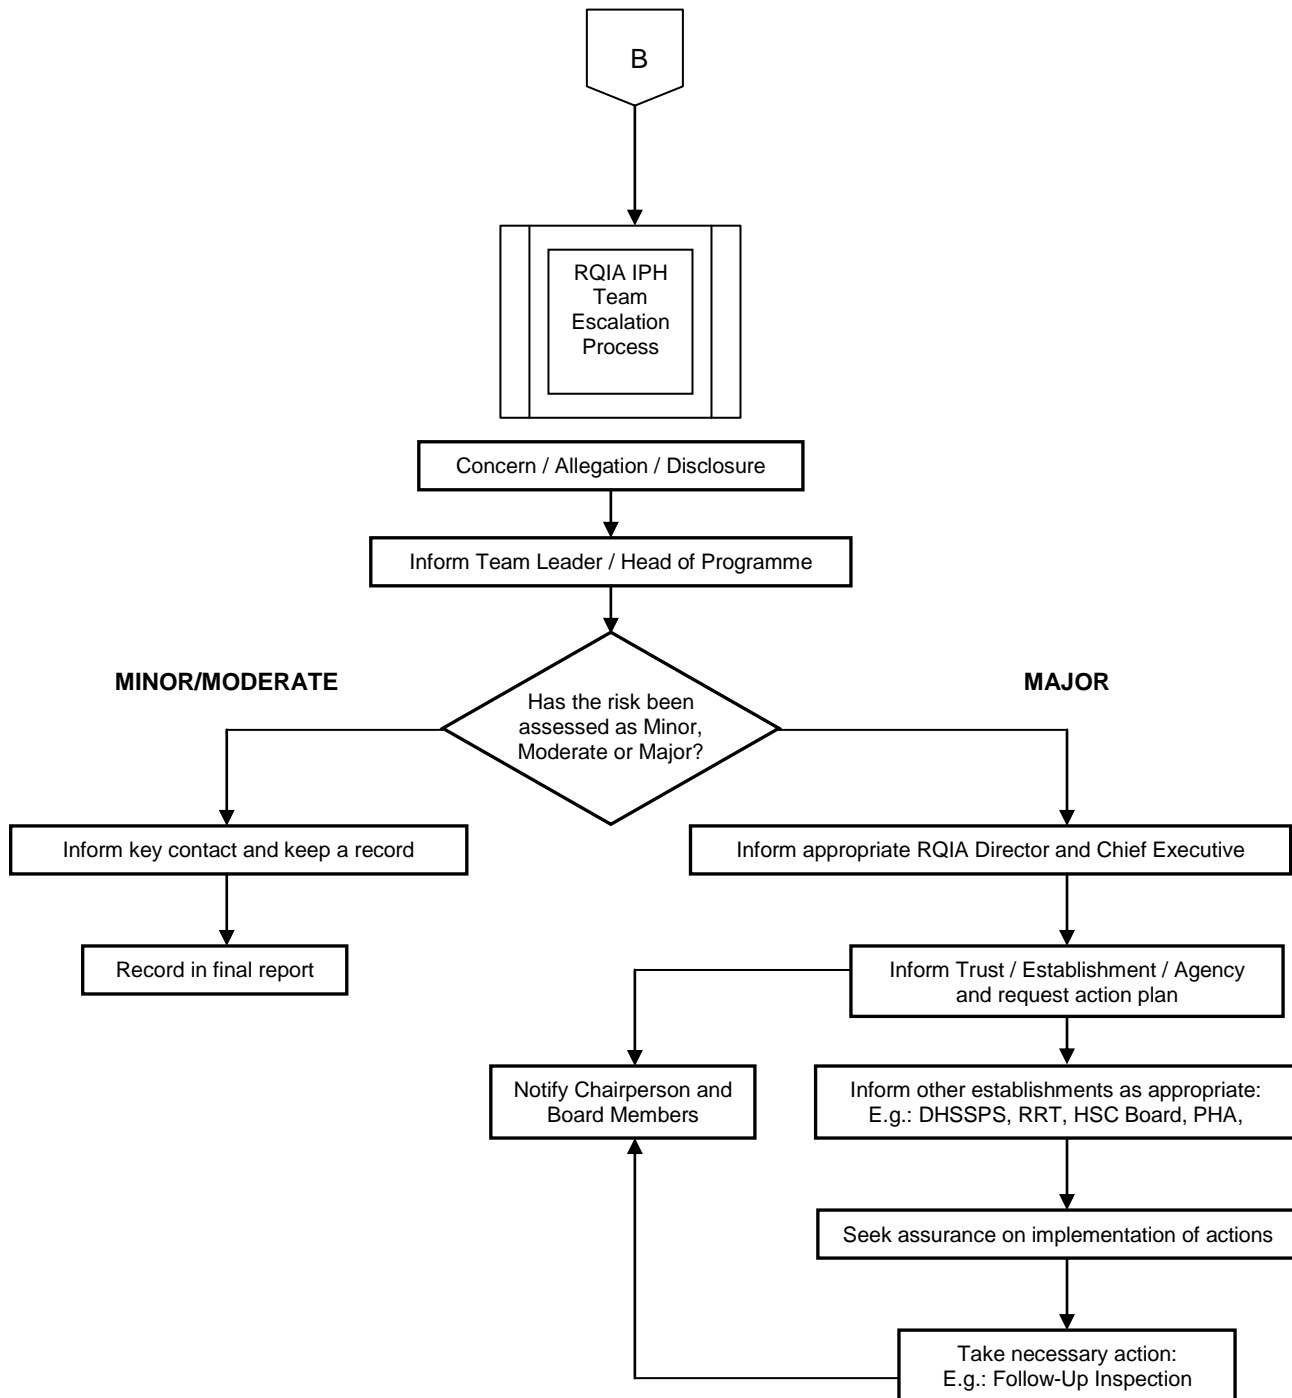 B
RQIA IPH
Team
Escalation
Process
Concern / Allegation / Disclosure
Inform Team Leader / Head of Programme
MINOR/MODERATE
MAJOR
Has the risk been
assessed as Minor,
Moderate or Major?
Inform key contact and keep a record
Inform appropriate RQIA Director and Chief Executive
Record in final report
Inform Trust / Establishment / Agency
and request action plan
Notify Chairperson and
Board Members
Inform other establishments as appropriate:
E.g.: DHSSPS, RRT, HSC Board, PHA,
Seek assurance on implementation of actions
Take necessary action:
E.g.: Follow-Up Inspection